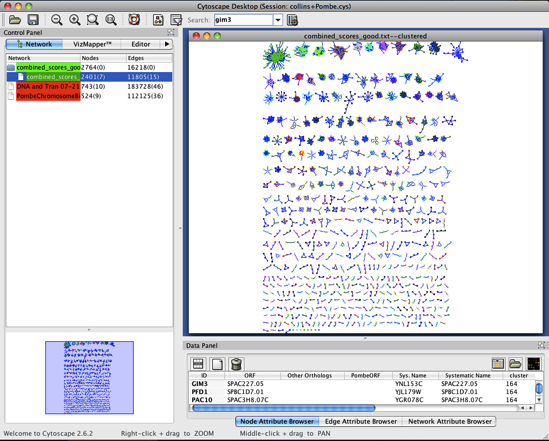 Cytoscape Desktop (Session: collins+Pombe.cys)
Search: gim3
Control Panel
Network VizMapper™ Editor
Network Nodes Edges
combined_scores_goo 2764(0) 16218(0)
combined_scores_ 2401(7) 11805(15)
DNA and Trxn 07-21 743(10) 183728(46)
PombeChromosomeBi 524(9) 112125(36)
combined_scores_good.txt--clustered
Data Panel
ID ORF Other Orthologs PombeORF Sys. Name Systematic Name cluster
GIM3 SPAC227.05 YNL153C SPAC227.05 164
PFD1 SPBC1D7.01 YJL179W SPBC1D7.01 164
PAC10 SPAC3H8.07C YGR078C SPAC3H8.07C 164
Node Attribute Browser Edge Attribute Browser Network Attribute Browser
Welcome to Cytoscape 2.6.2 Right-click + drag to ZOOM Middle-click + drag to PAN